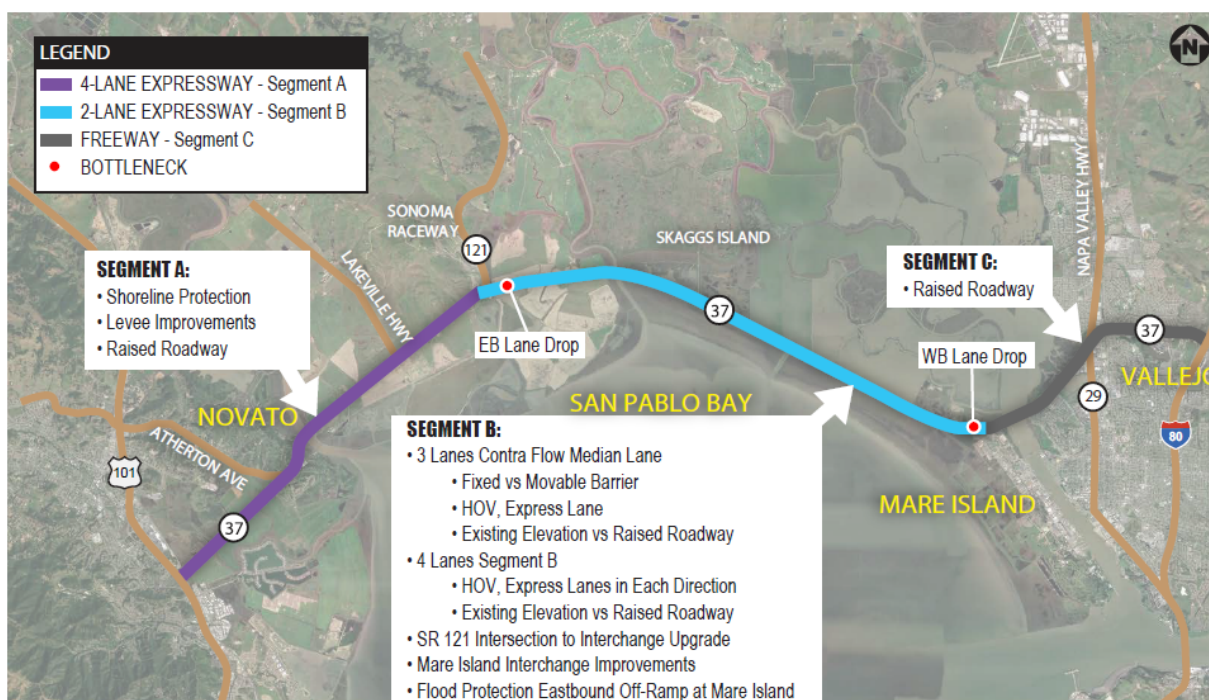 LEGEND
4-LANE EXPRESSWAY - Segment A
2-LANE EXPRESSWAY - Segment B
FREEWAY - Segment C
BOTTLENECK
N
NAPA VALLEY HWY
SONOMA
RACEWAY
121
SKAGGS ISLAND
LAKEVILLE HWY
SEGMENT A:
• Shoreline Protection
• Levee Improvements
• Raised Roadway
SEGMENT C:
• Raised Roadway
37
37
EB Lane Drop
WB Lane Drop
VALLEJO
29
80
NOVATO
SAN PABLO BAY
ATHERTON AVE
101
37
MARE ISLAND
SEGMENT B:
• 3 Lanes Contra Flow Median Lane
• Fixed vs Movable Barrier
• HOV, Express Lane
• Existing Elevation vs Raised Roadway
• 4 Lanes Segment B
• HOV, Express Lanes in Each Direction
• Existing Elevation vs Raised Roadway
• SR 121 Intersection to Interchange Upgrade
• Mare Island Interchange Improvements
• Flood Protection Eastbound Off-Ramp at Mare Island